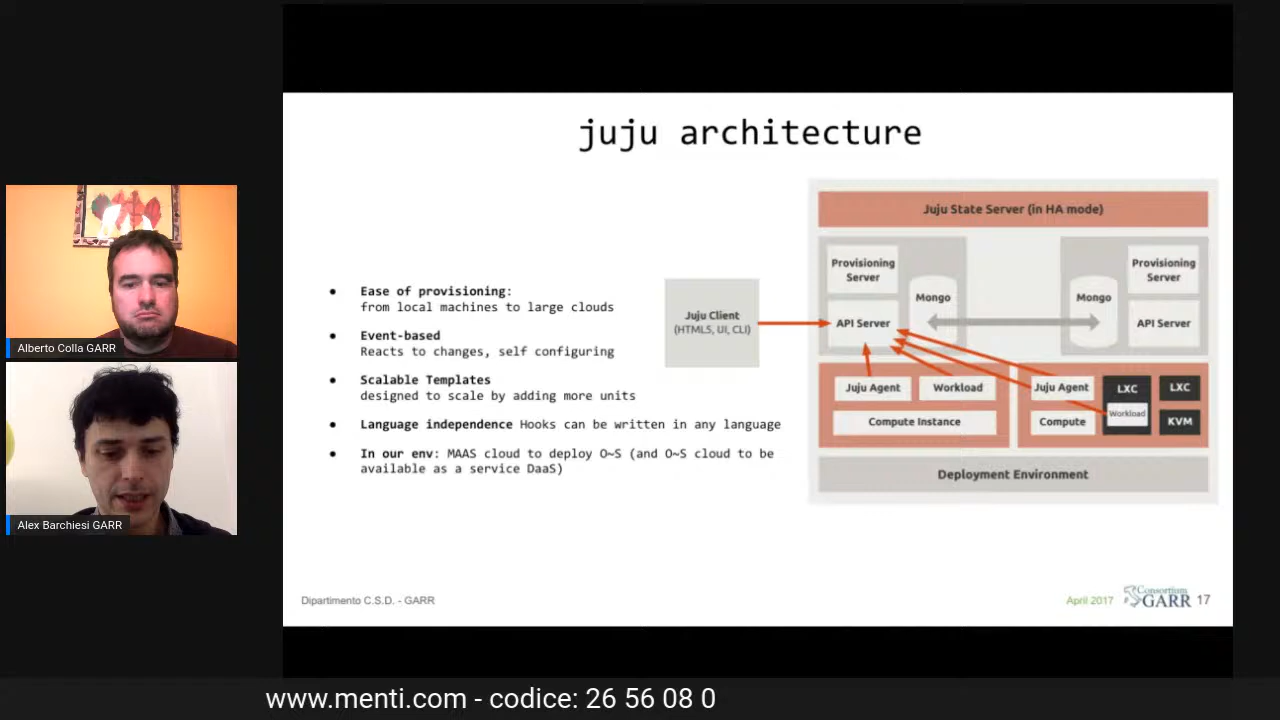 juju architecture
● Ease of provisioning:
from local machines to large clouds
● Event-based
Reacts to changes, self configuring
● Scalable Templates
designed to scale by adding more units
● Language independence Hooks can be written in any language
● In our env: MAAS cloud to deploy O~S (and O~S cloud to be
available as a service DaaS)
Juju Client
(HTML5, UI, CLI)
Juju State Server (in HA mode)
Provisioning
Server
Mongo
API Server
Provisioning
Server
Mongo
API Server
Juju Agent
Workload
Compute Instance
Juju Agent
Compute
LXC
Workload
LXC
KVM
Deployment Environment
Alberto Colla GARR
Alex Barchiesi GARR
Dipartimento C.S.D. - GARR
April 2017
Consortium
GARR
17
www.menti.com - codice: 26 56 08 0